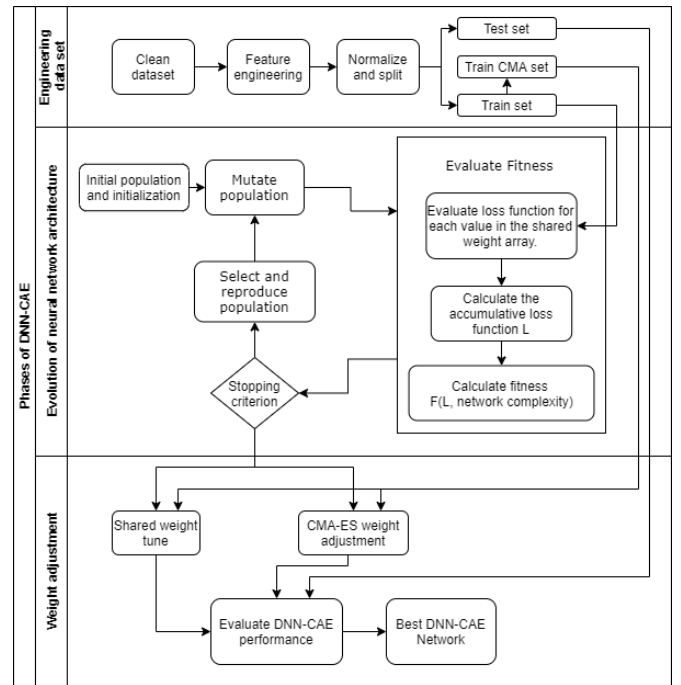 Phases of DNN-CAE
Engineering
data set
Clean
dataset
Feature
engineering
Normalize
and split
Test set
Train CMA set
Train set
Evolution of neural network architecture
Initial population
and initialization
Mutate
population
Select and
reproduce
population
Stopping
criterion
Evaluate Fitness
Evaluate loss function for
each value in the shared
weight array.
Calculate the
accumulative loss
function L
Calculate fitness
F(L, network complexity)
Weight adjustment
Shared weight
tune
CMA-ES weight
adjustment
Evaluate DNN-CAE
performance
Best DNN-CAE
Network